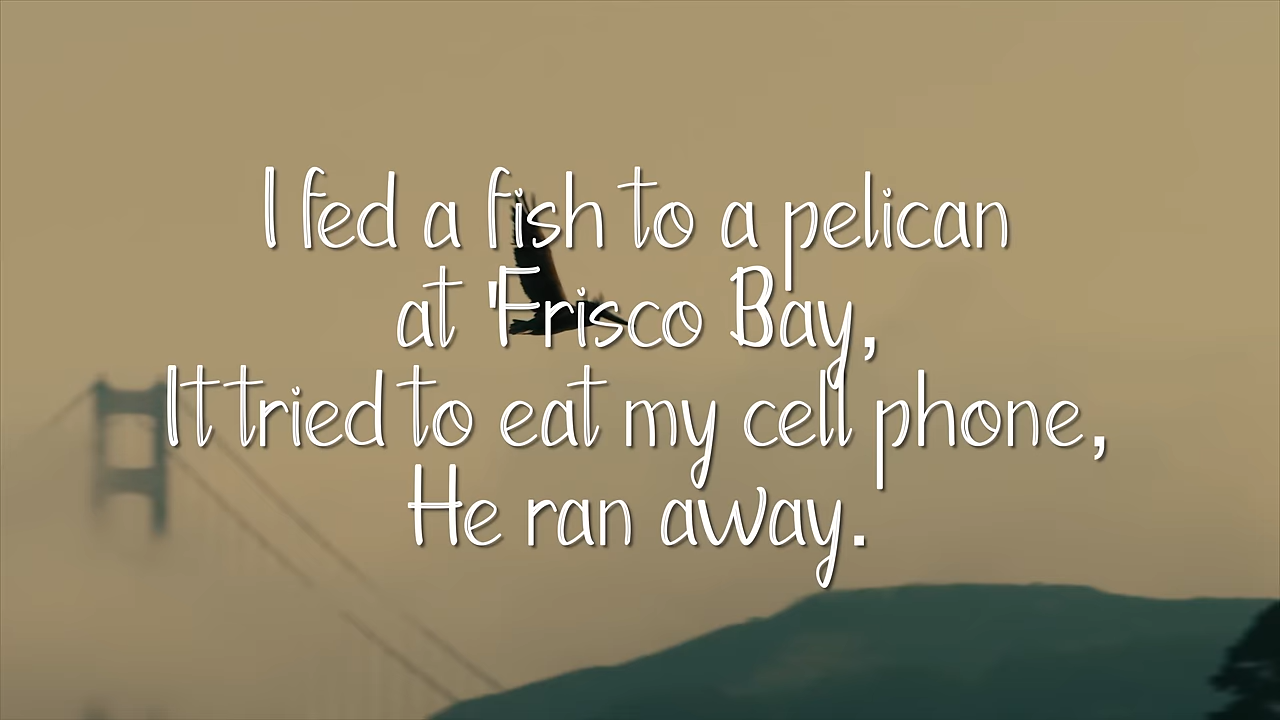 I fed a fish to a pelican
at 'Frisco Bay,
It tried to eat my cell phone,
He ran away.